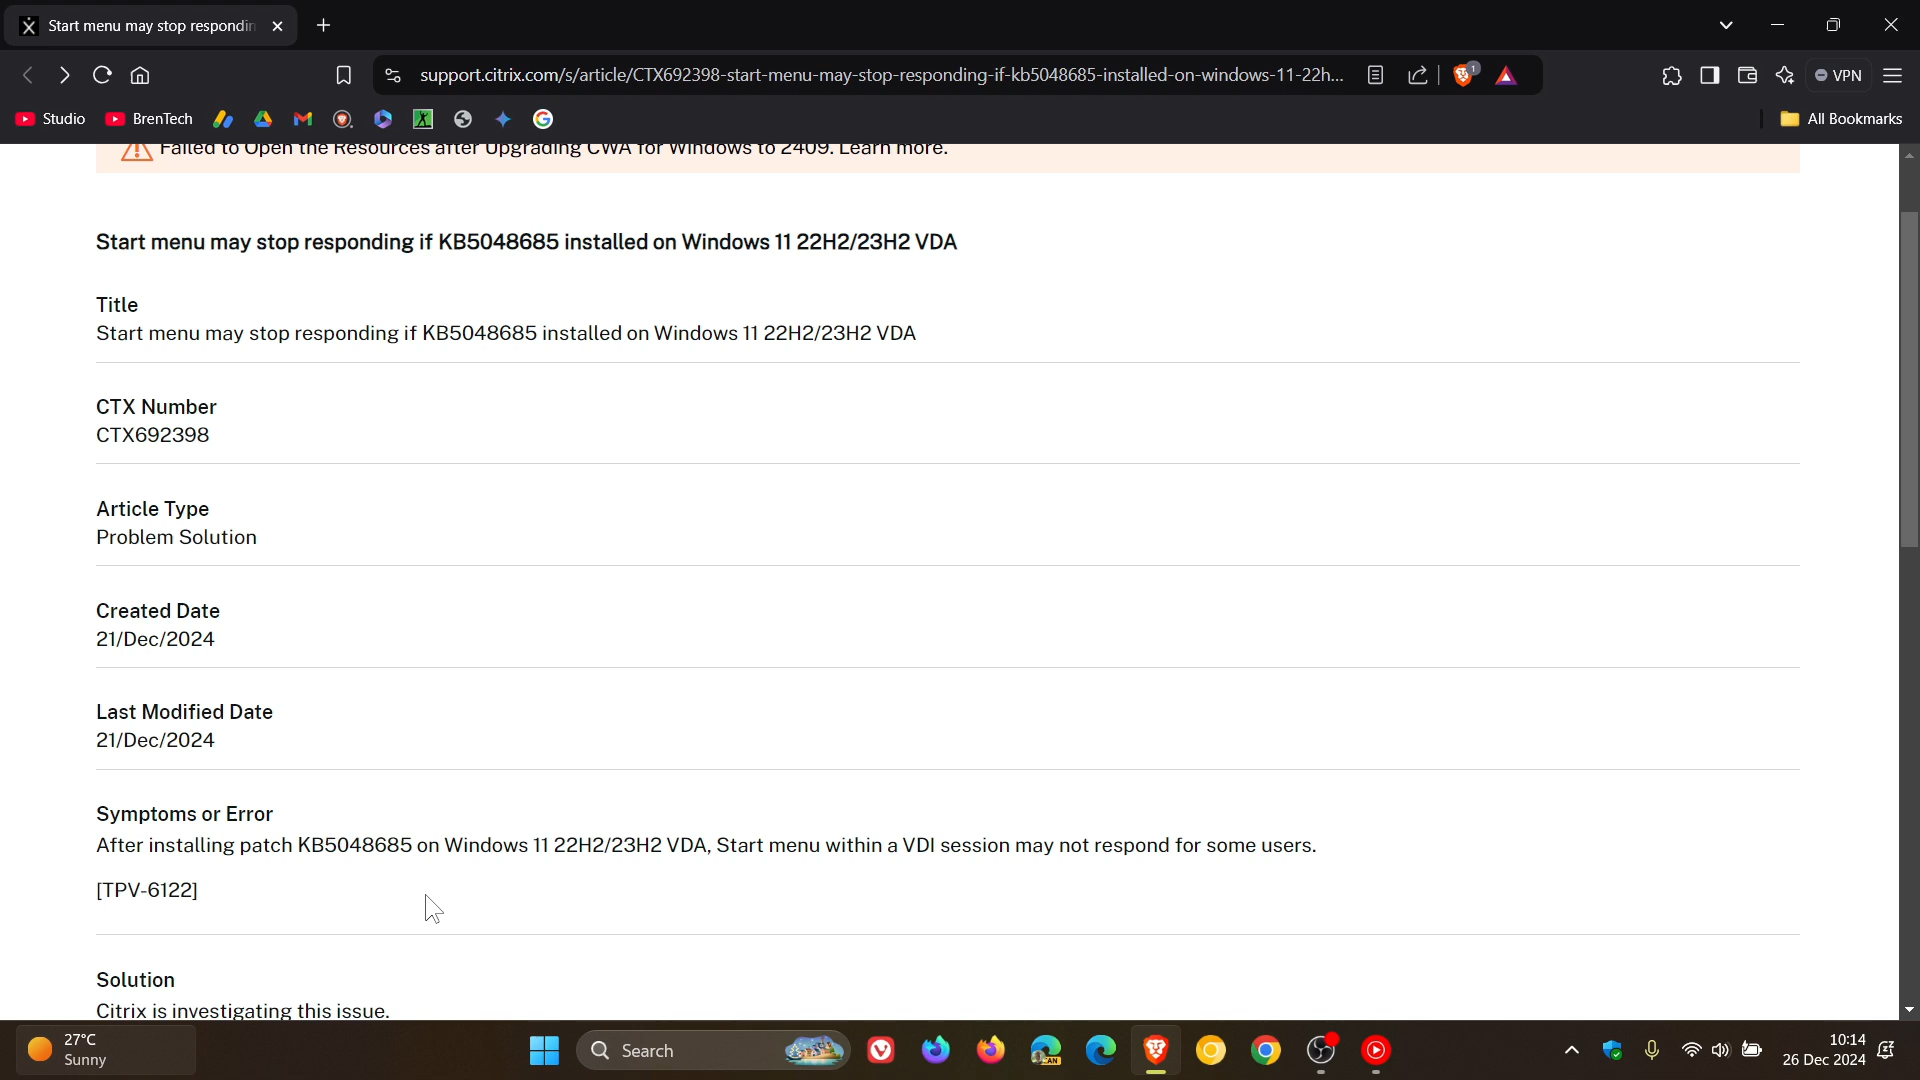 Start menu may stop respondin
support.citrix.com/s/article/CTX692398-start-menu-may-stop-responding-if-kb5048685-installed-on-windows-11-22h...
1
VPN
Studio
BrenTech
All Bookmarks
Failed to Open the Resources after Upgrading CWA for Windows to 2409. Learn more.
Start menu may stop responding if KB5048685 installed on Windows 11 22H2/23H2 VDA
Title
Start menu may stop responding if KB5048685 installed on Windows 11 22H2/23H2 VDA
CTX Number
CTX692398
Article Type
Problem Solution
Created Date
21/Dec/2024
Last Modified Date
21/Dec/2024
Symptoms or Error
After installing patch KB5048685 on Windows 11 22H2/23H2 VDA, Start menu within a VDI session may not respond for some users.
[TPV-6122]
Solution
Citrix is investigating this issue.
27°C
Sunny
Search
CAN
10:14
26 Dec 2024